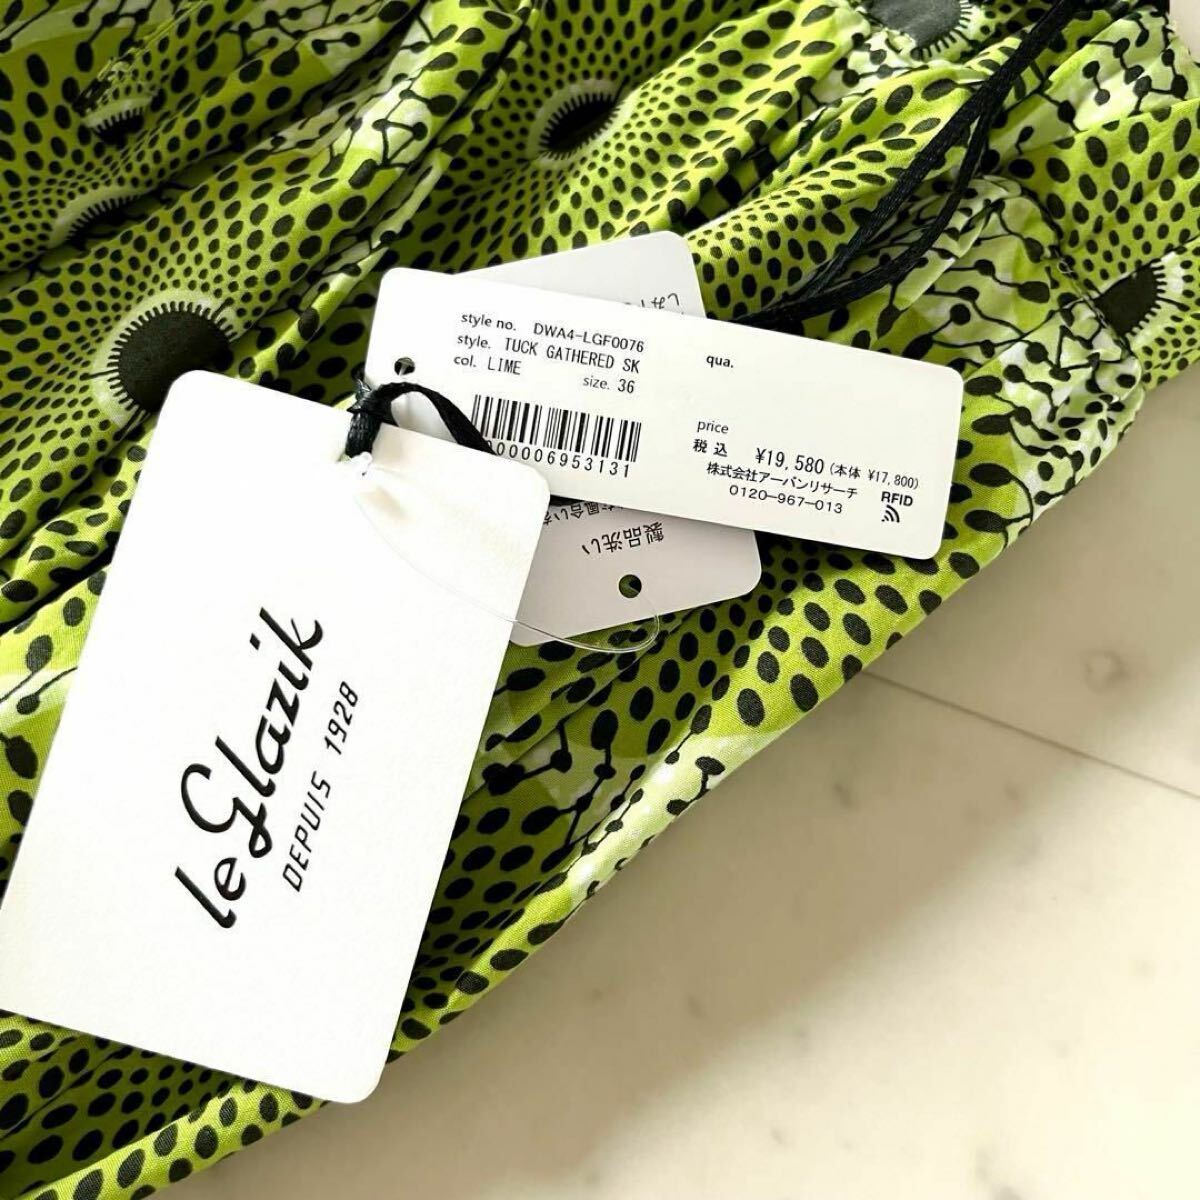 style no. DWA4-LGF0076
style. TUCK GATHERED SK
col. LIME size. 36
qua.
price
税込 ¥19,580 (本体 ¥17,800)
株式会社アーバンリサーチ
0120-967-013
RFID
製品洗い
le Glazik
DEPUIS 1928